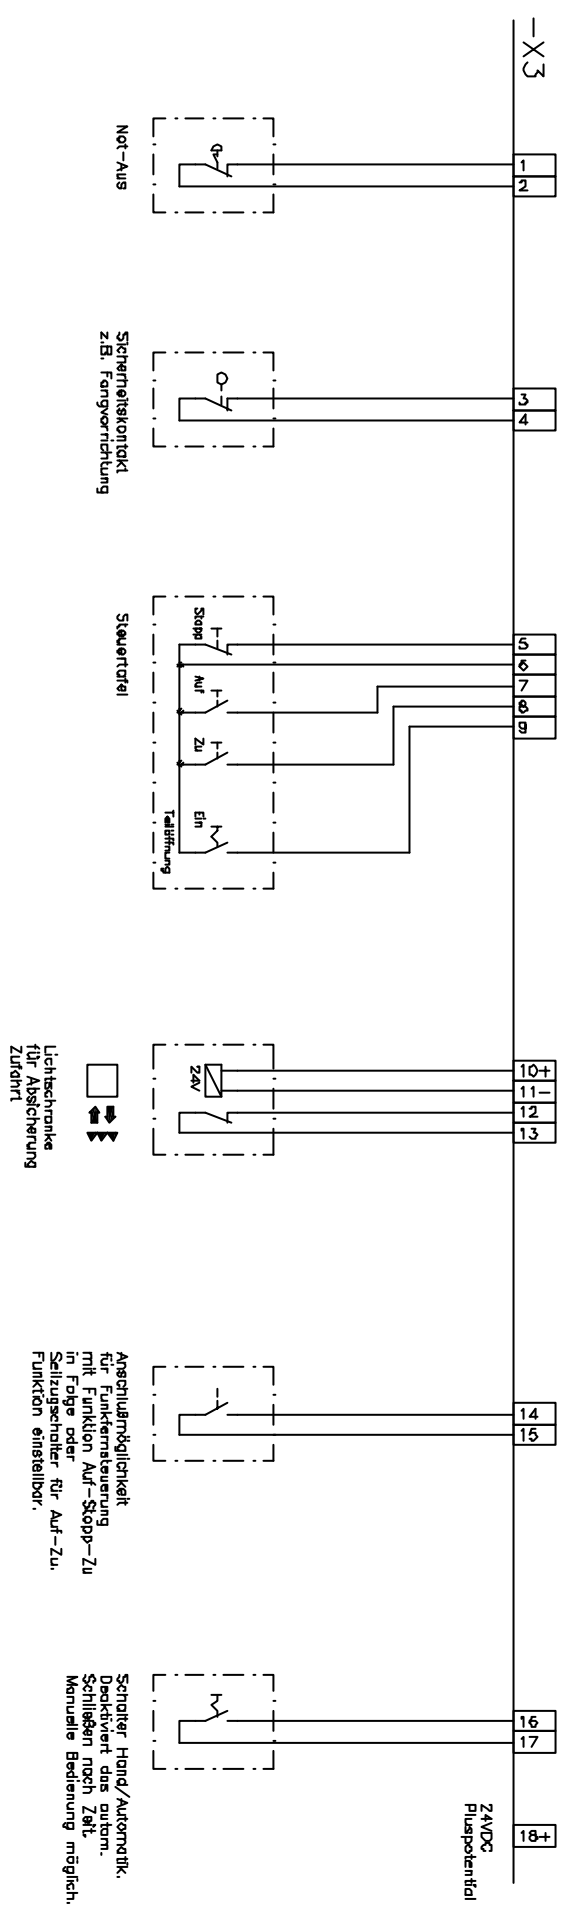 -X3
1
2
Not-Aus
3
4
Sicherheitskontakt
z.B. Fangvorrichtung
5
6
7
8
9
Stopp
Auf
Zu
Ein
Teilöffnung
Steuertafel
10+
11-
12
13
24V
Lichtschranke
für Absicherung
Zufahrt
14
15
Anschlußmöglichkeit
für Funkfernsteuerung
mit Funktion Auf-Stopp-Zu
in Folge oder
Seilzugschalter für Auf-Zu.
Funktion einstellbar.
16
17
Schalter Hand/Automatik.
Deaktiviert das autom.
Schließen nach Zeit.
Manuelle Bedienung möglich.
18+
24VDC
Pluspotential